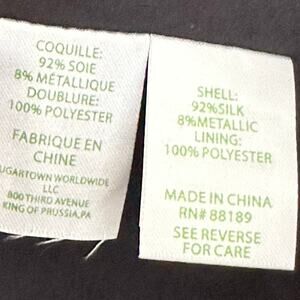 COQUILLE:
92% SOIE
8% MÉTALLIQUE
DOUBLURE:
100% POLYESTER
FABRIQUE EN
CHINE
UGARTOWN WORLDWIDE
LLC
800 THIRD AVENUE
KING OF PRUSSIA,PA
SHELL:
92%SILK
8%METALLIC
LINING:
100% POLYESTER
MADE IN CHINA
RN# 88189
SEE REVERSE
FOR CARE